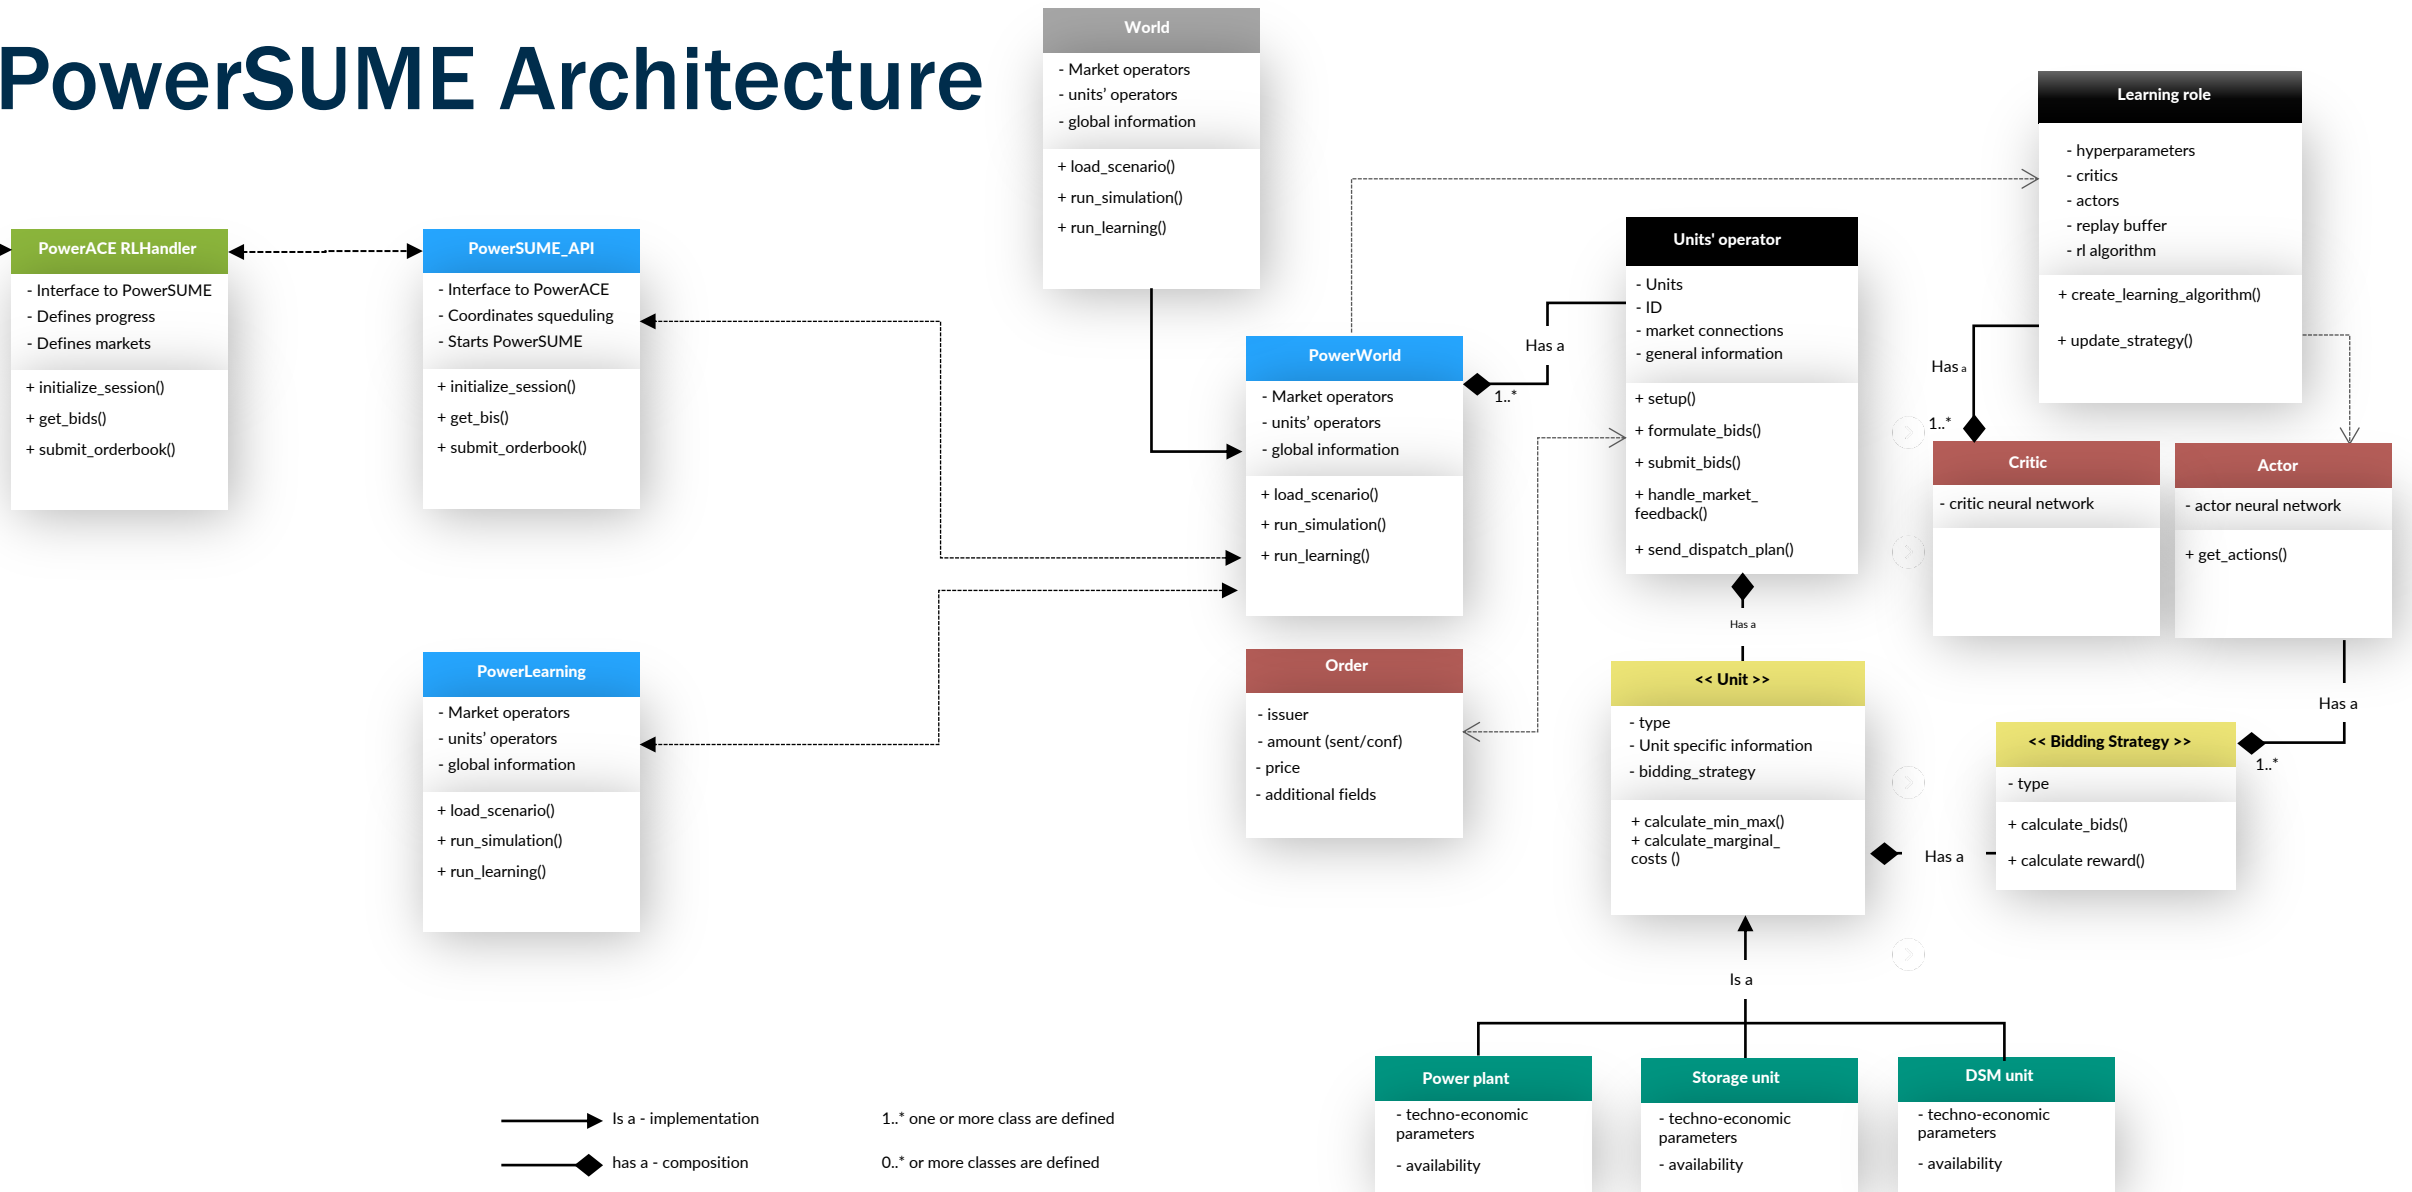 PowerSUME Architecture
World
- Market operators
- units’ operators
- global information
+ load_scenario()
+ run_simulation()
+ run_learning()
Learning role
- hyperparameters
- critics
- actors
- replay buffer
- rl algorithm
+ create_learning_algorithm()
+ update_strategy()
PowerACE RLHandler
- Interface to PowerSUME
- Defines progress
- Defines markets
+ initialize_session()
+ get_bids()
+ submit_orderbook()
PowerSUME_API
- Interface to PowerACE
- Coordinates squeduling
- Starts PowerSUME
+ initialize_session()
+ get_bis()
+ submit_orderbook()
Units' operator
- Units
- ID
- market connections
- general information
+ setup()
+ formulate_bids()
+ submit_bids()
+ handle_market_
feedback()
+ send_dispatch_plan()
PowerWorld
- Market operators
- units’ operators
- global information
+ load_scenario()
+ run_simulation()
+ run_learning()
Has a
1..*
Has a
1..*
Critic
- critic neural network
Actor
- actor neural network
+ get_actions()
Has a
PowerLearning
- Market operators
- units’ operators
- global information
+ load_scenario()
+ run_simulation()
+ run_learning()
Order
- issuer
- amount (sent/conf)
- price
- additional fields
<< Unit >>
- type
- Unit specific information
- bidding_strategy
+ calculate_min_max()
+ calculate_marginal_
costs ()
Has a
<< Bidding Strategy >>
- type
+ calculate_bids()
+ calculate reward()
Has a
1..*
Is a
Power plant
- techno-economic
parameters
- availability
Storage unit
- techno-economic
parameters
- availability
DSM unit
- techno-economic
parameters
- availability
Is a - implementation
1..* one or more class are defined
has a - composition
0..* or more classes are defined